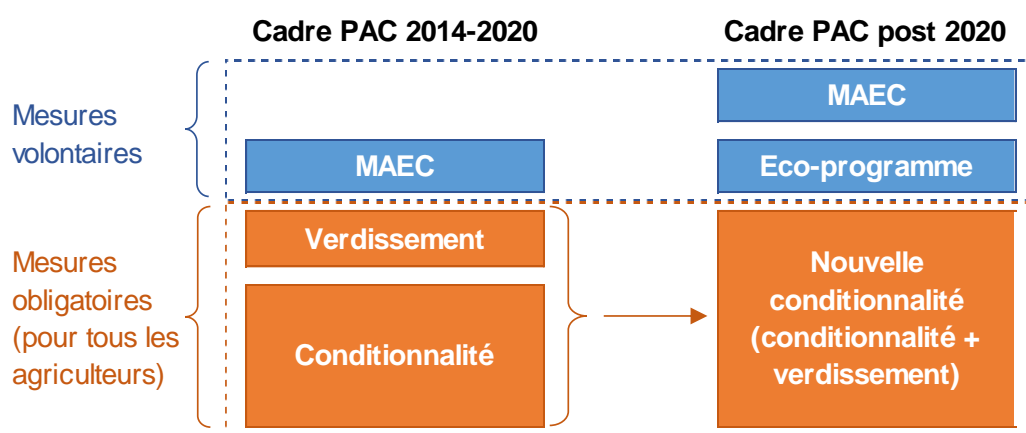 Cadre PAC 2014-2020
Cadre PAC post 2020
Mesures
volontaires
MAEC
MAEC
Eco-programme
Mesures
obligatoires
(pour tous les
agriculteurs)
Verdissement
Conditionnalité
Nouvelle
conditionnalité
(conditionnalité +
verdissement)